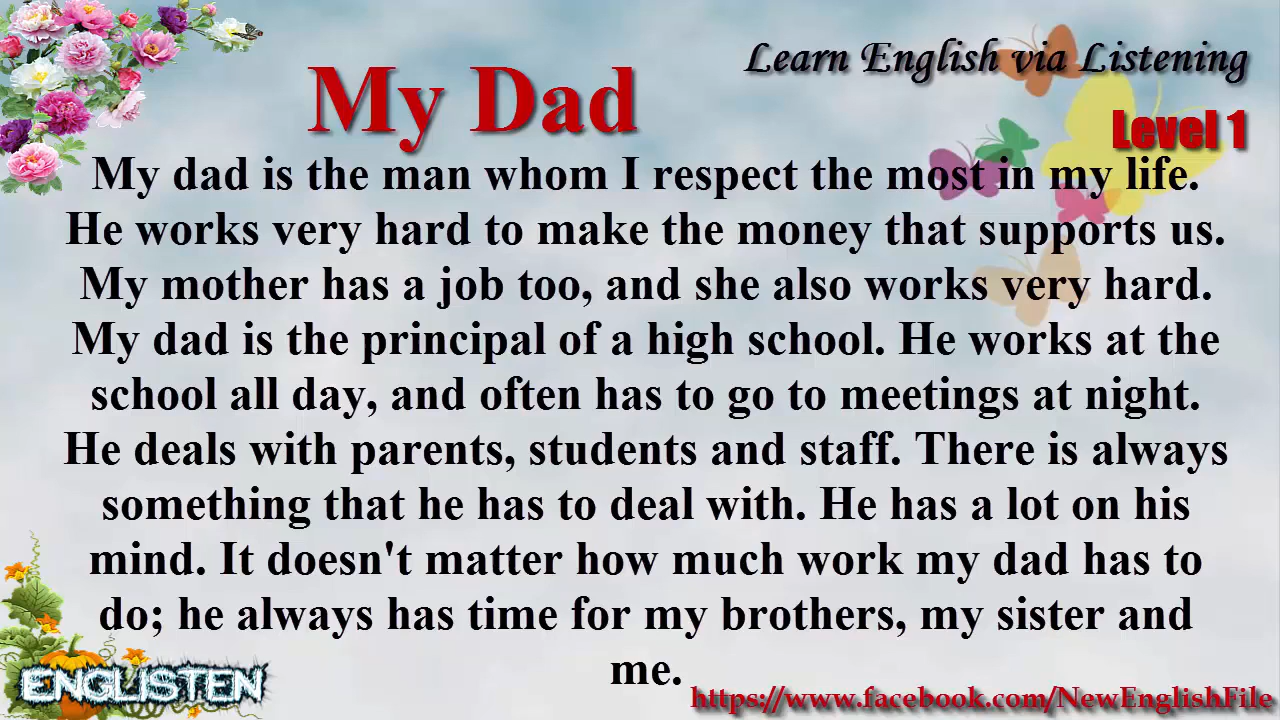 Learn English via Listening
My Dad
Level 1
My dad is the man whom I respect the most in my life.
He works very hard to make the money that supports us.
My mother has a job too, and she also works very hard.
My dad is the principal of a high school. He works at the
school all day, and often has to go to meetings at night.
He deals with parents, students and staff. There is always
something that he has to deal with. He has a lot on his
mind. It doesn't matter how much work my dad has to
do; he always has time for my brothers, my sister and
me.
ENGLISTEN
https://www.facebook.com/NewEnglishFile